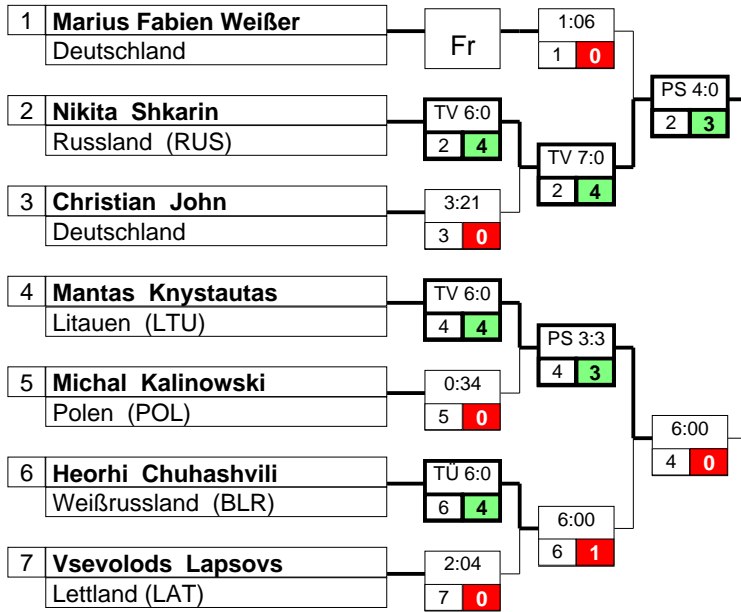 1 Marius Fabien Weißer
Deutschland
Fr
1:06
1 0
PS 4:0
2 3
2 Nikita Shkarin
Russland (RUS)
TV 6:0
2 4
TV 7:0
2 4
3 Christian John
Deutschland
3:21
3 0
4 Mantas Knystautas
Litauen (LTU)
TV 6:0
4 4
PS 3:3
4 3
5 Michal Kalinowski
Polen (POL)
0:34
5 0
6:00
4 0
6 Heorhi Chuhashvili
Weißrussland (BLR)
TÜ 6:0
6 4
6:00
6 1
7 Vsevolods Lapsovs
Lettland (LAT)
2:04
7 0